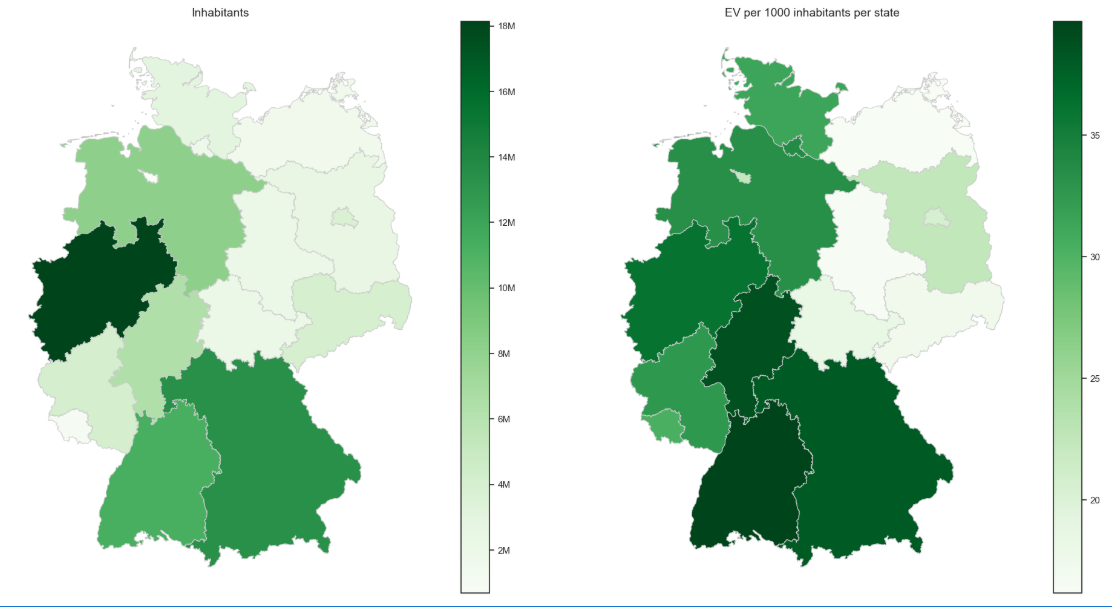 Inhabitants
18M
16M
14M
12M
10M
8M
6M
4M
2M
EV per 1000 inhabitants per state
35
30
25
20